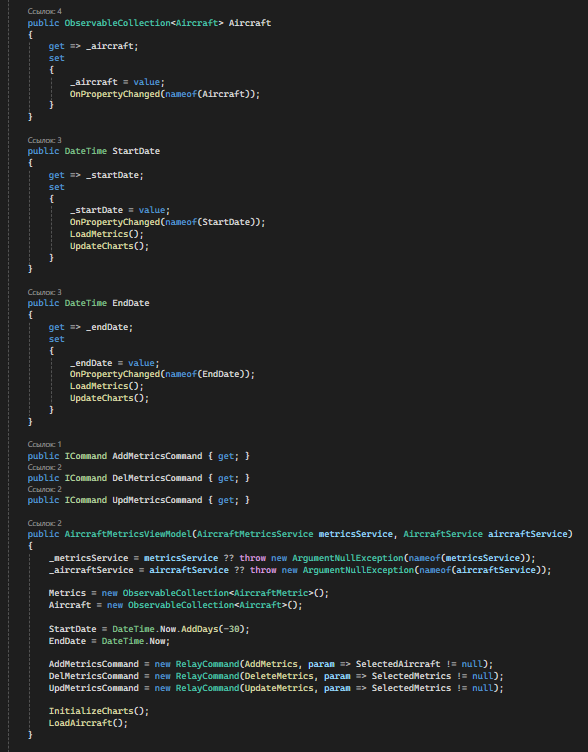 Ссылок: 4
public ObservableCollection<Aircraft> Aircraft
{
get => _aircraft;
set
{
_aircraft = value;
OnPropertyChanged(nameof(Aircraft));
}
}
Ссылок: 3
public DateTime StartDate
{
get => _startDate;
set
{
_startDate = value;
OnPropertyChanged(nameof(StartDate));
LoadMetrics();
UpdateCharts();
}
}
Ссылок: 3
public DateTime EndDate
{
get => _endDate;
set
{
_endDate = value;
OnPropertyChanged(nameof(EndDate));
LoadMetrics();
UpdateCharts();
}
}
Ссылок: 1
public ICommand AddMetricsCommand { get; }
Ссылок: 2
public ICommand DelMetricsCommand { get; }
Ссылок: 2
public ICommand UpdMetricsCommand { get; }
Ссылок: 2
public AircraftMetricsViewModel(AircraftMetricsService metricsService, AircraftService aircraftService)
{
_metricsService = metricsService ?? throw new ArgumentNullException(nameof(metricsService));
_aircraftService = aircraftService ?? throw new ArgumentNullException(nameof(aircraftService));
Metrics = new ObservableCollection<AircraftMetric>();
Aircraft = new ObservableCollection<Aircraft>();
StartDate = DateTime.Now.AddDays(-30);
EndDate = DateTime.Now;
AddMetricsCommand = new RelayCommand(AddMetrics, param => SelectedAircraft != null);
DelMetricsCommand = new RelayCommand(DeleteMetrics, param => SelectedMetrics != null);
UpdMetricsCommand = new RelayCommand(UpdateMetrics, param => SelectedMetrics != null);
InitializeCharts();
LoadAircraft();
}